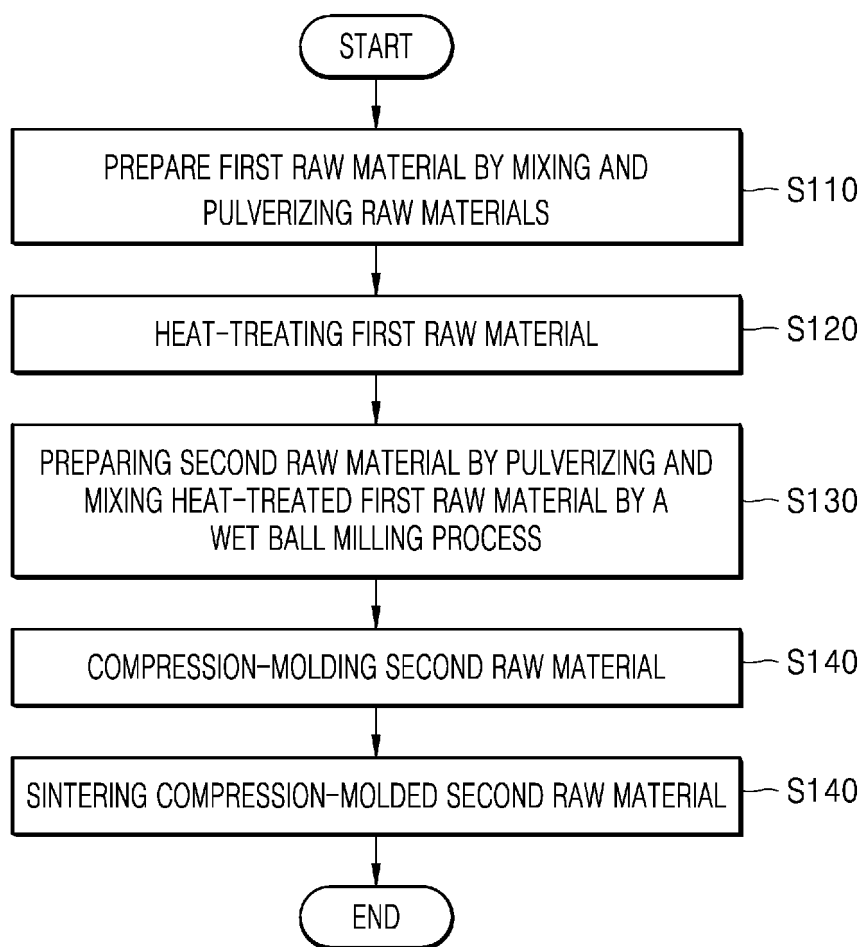 START
PREPARE FIRST RAW MATERIAL BY MIXING AND
PULVERIZING RAW MATERIALS
S110
HEAT-TREATING FIRST RAW MATERIAL
S120
PREPARING SECOND RAW MATERIAL BY PULVERIZING AND
MIXING HEAT-TREATED FIRST RAW MATERIAL BY A
WET BALL MILLING PROCESS
S130
COMPRESSION-MOLDING SECOND RAW MATERIAL
S140
SINTERING COMPRESSION-MOLDED SECOND RAW MATERIAL
S140
END